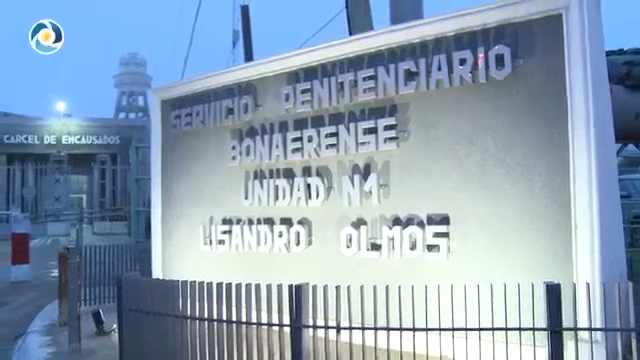 SERVICIO PENITENCIARIO
BONAERENSE
UNIDAD N1
LISANDRO OLMOS
CARCEL DE ENCAUSADOS